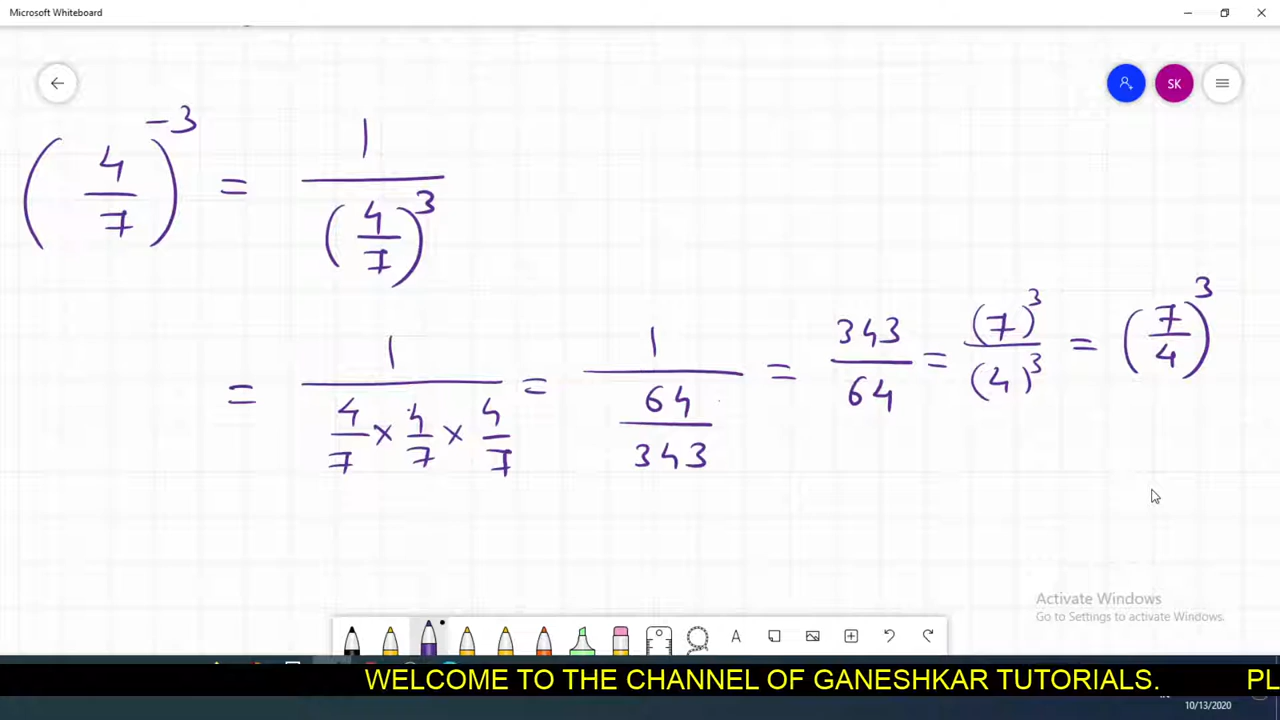 Microsoft Whiteboard
SK
(4/7)^-3 = 1/(4/7)^3
= 1/(4/7 × 4/7 × 4/7) = 1/(64/343) = 343/64 = (7)^3/(4)^3 = (7/4)^3
Activate Windows
Go to Settings to activate Windows.
A
WELCOME TO THE CHANNEL OF GANESHKAR TUTORIALS. PL
10/13/2020